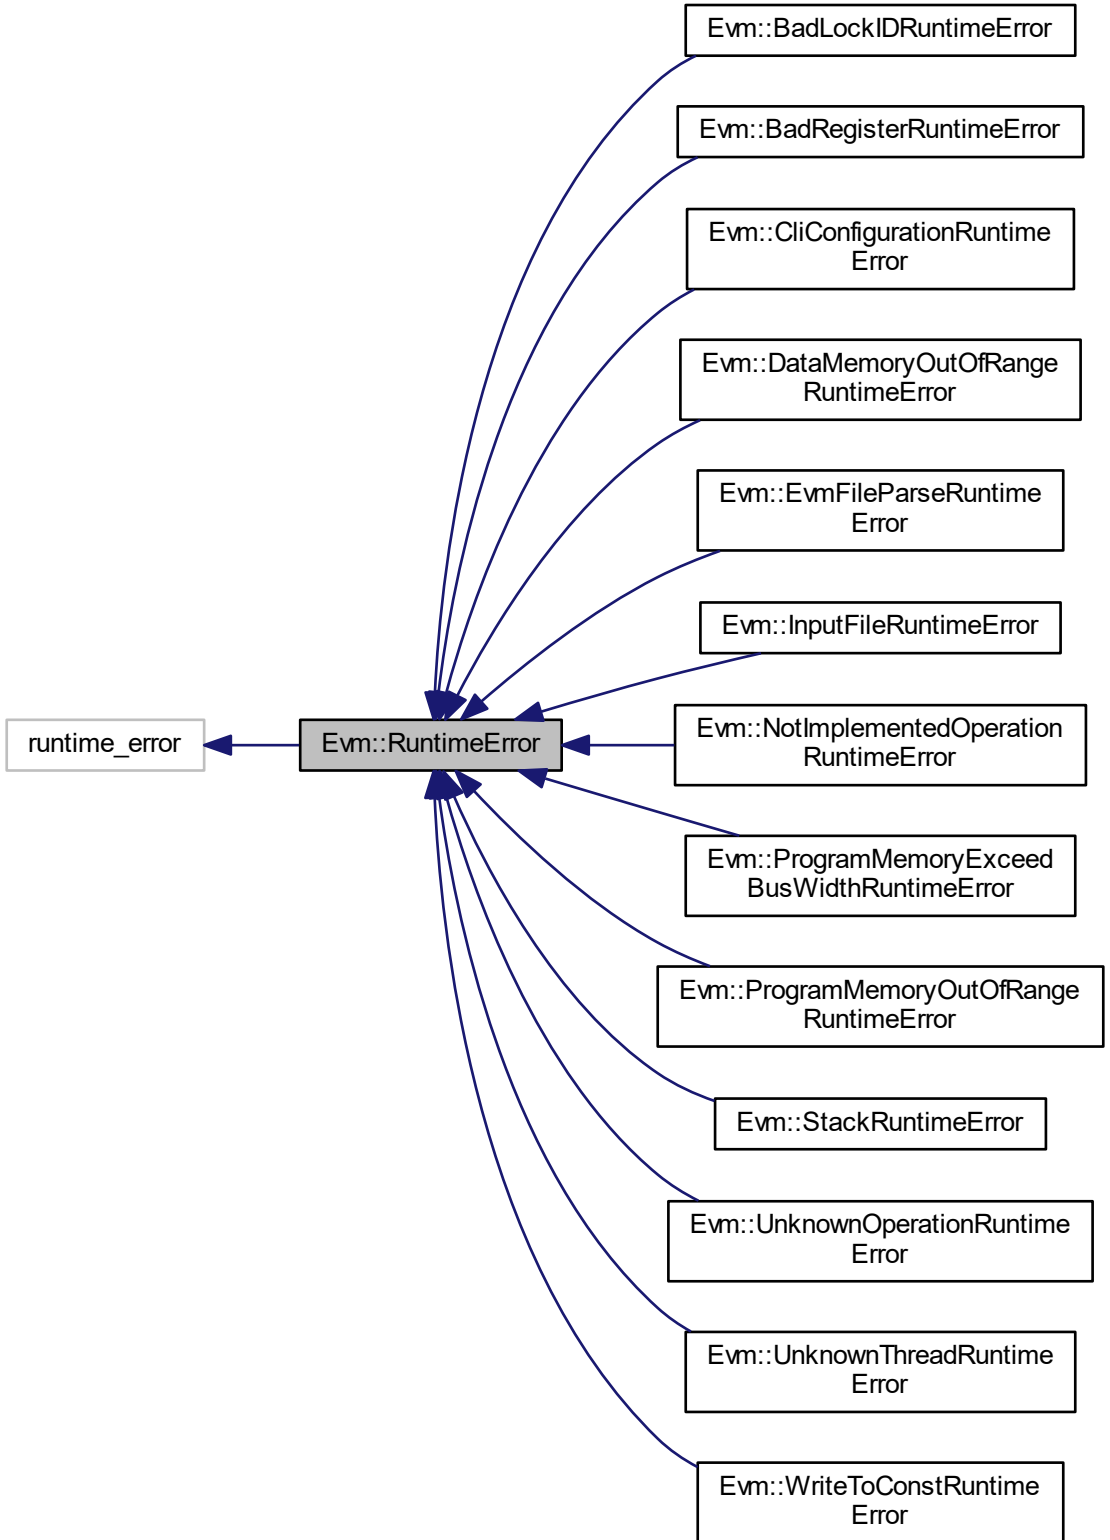 Evm::BadLockIDRuntimeError
Evm::BadRegisterRuntimeError
Evm::CliConfigurationRuntime
Error
Evm::DataMemoryOutOfRange
RuntimeError
Evm::EvmFileParseRuntime
Error
Evm::InputFileRuntimeError
runtime_error
Evm::RuntimeError
Evm::NotImplementedOperation
RuntimeError
Evm::ProgramMemoryExceed
BusWidthRuntimeError
Evm::ProgramMemoryOutOfRange
RuntimeError
Evm::StackRuntimeError
Evm::UnknownOperationRuntime
Error
Evm::UnknownThreadRuntime
Error
Evm::WriteToConstRuntime
Error